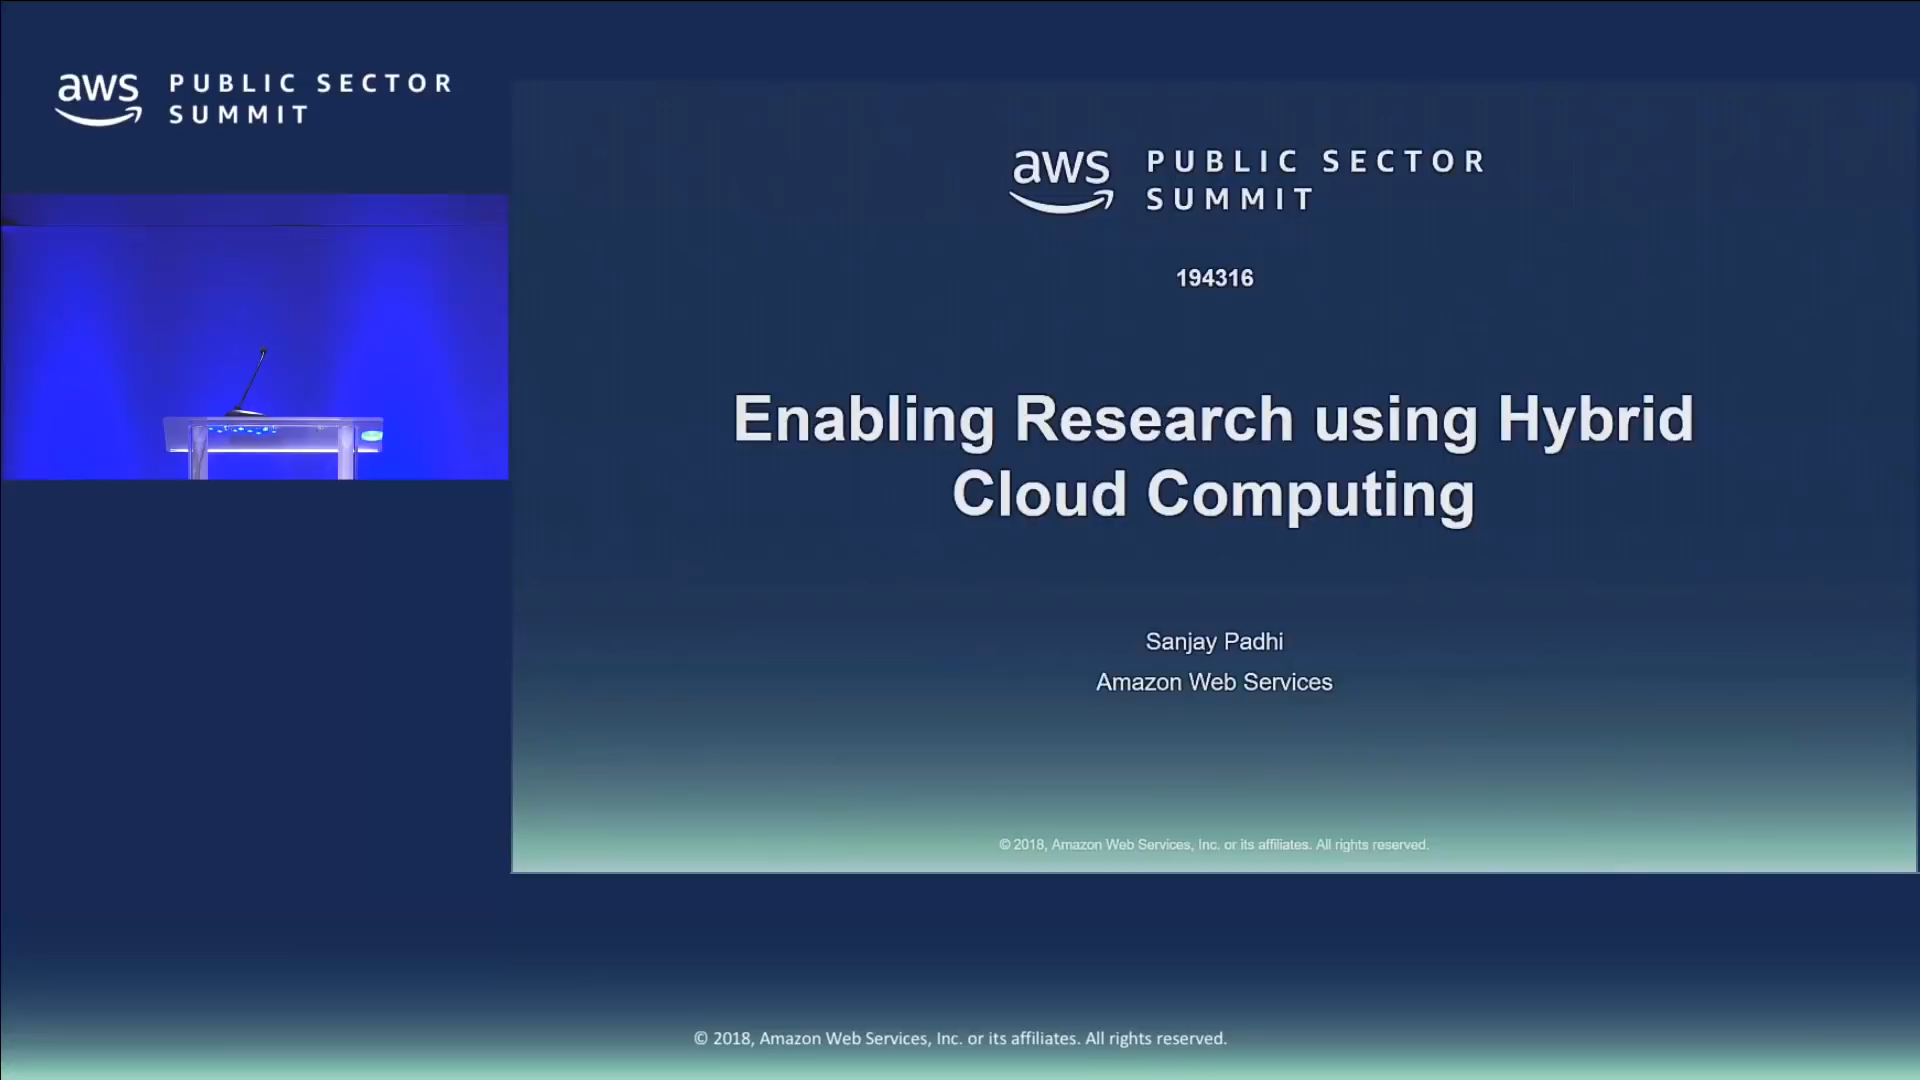 aws PUBLIC SECTOR
SUMMIT
aws PUBLIC SECTOR
SUMMIT
194316
Enabling Research using Hybrid
Cloud Computing
Sanjay Padhi
Amazon Web Services
© 2018, Amazon Web Services, Inc. or its affiliates. All rights reserved.
© 2018, Amazon Web Services, Inc. or its affiliates. All rights reserved.